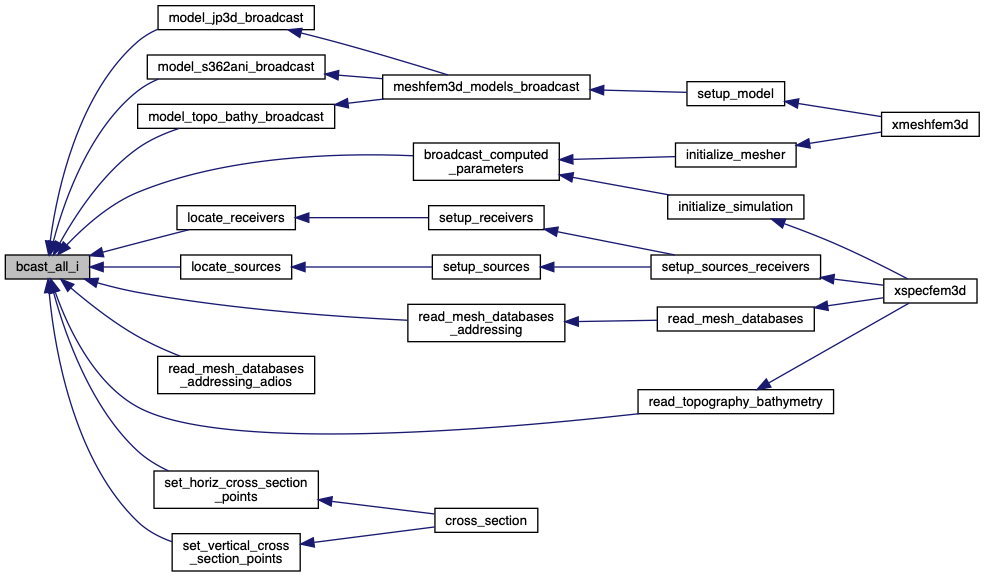 model_jp3d_broadcast
model_s362ani_broadcast
meshfem3d_models_broadcast
setup_model
model_topo_bathy_broadcast
xmeshfem3d
broadcast_computed
_parameters
initialize_mesher
initialize_simulation
locate_receivers
setup_receivers
bcast_all_i
locate_sources
setup_sources
setup_sources_receivers
xspecfem3d
read_mesh_databases
_addressing
read_mesh_databases
read_mesh_databases
_addressing_adios
read_topography_bathymetry
set_horiz_cross_section
_points
cross_section
set_vertical_cross
_section_points